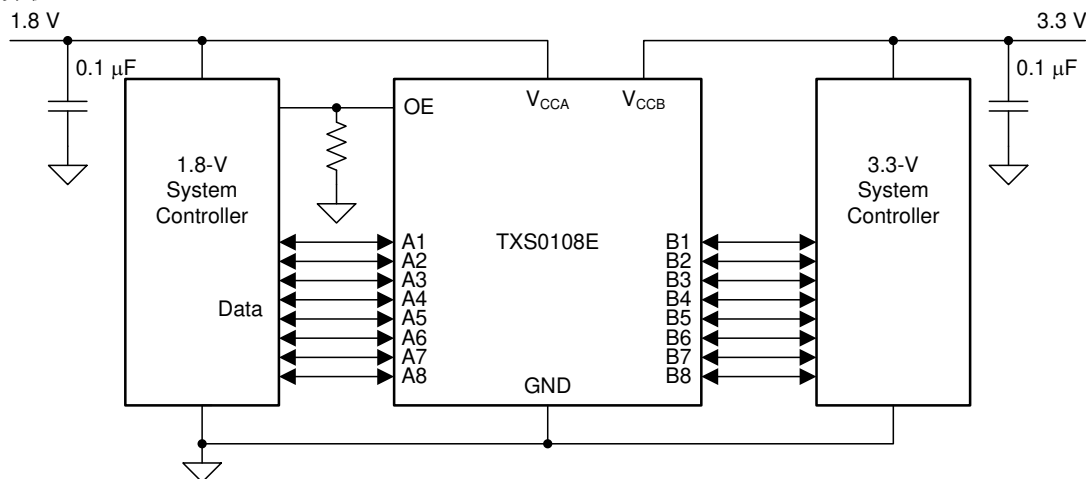 1.8 V
3.3 V
0.1 μF
0.1 μF
OE
VCCA
VCCB
1.8-V
System
Controller
3.3-V
System
Controller
TXS0108E
Data
A1
A2
A3
A4
A5
A6
A7
A8
B1
B2
B3
B4
B5
B6
B7
B8
GND